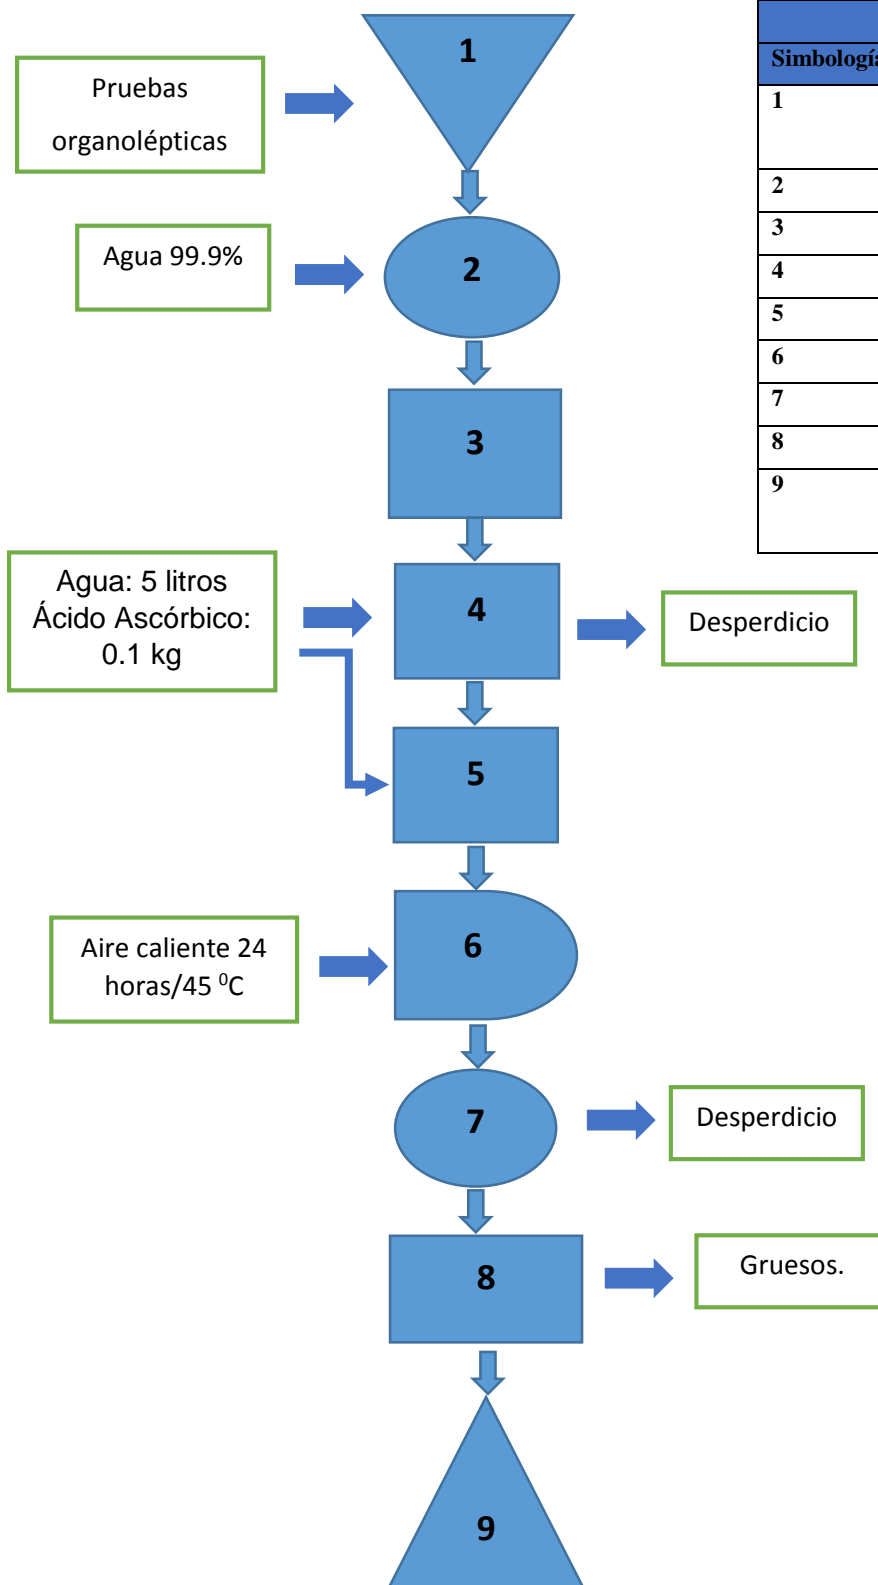 1
Pruebas
organolépticas
Agua 99.9%
2
3
Agua: 5 litros
Ácido Ascórbico:
0.1 kg
4
Desperdicio
5
Aire caliente 24
horas/45 ⁰C
6
7
Desperdicio
8
Gruesos.
9
Simbología
1
2
3
4
5
6
7
8
9